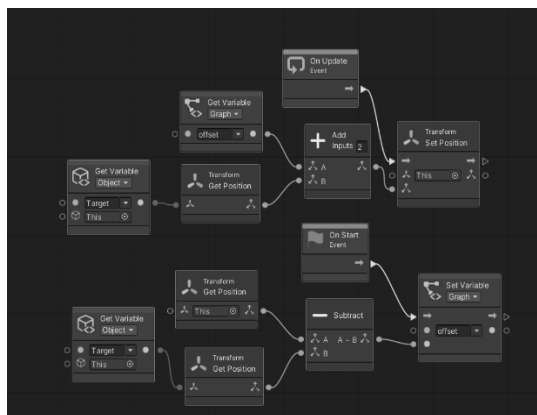 On Update
Event
Get Variable
Graph
offset
Add
Inputs 2
A
B
Transform
Set Position
This
Get Variable
Object
Target
This
Transform
Get Position
On Start
Event
Transform
Get Position
This
Set Variable
Graph
offset
Subtract
A A - B
B
Get Variable
Object
Target
This
Transform
Get Position